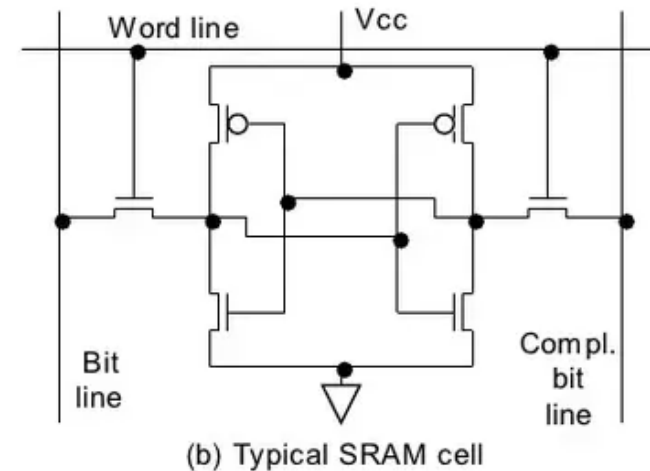 Word line
Vcc
Bit
line
Compl.
bit
line
(b) Typical SRAM cell